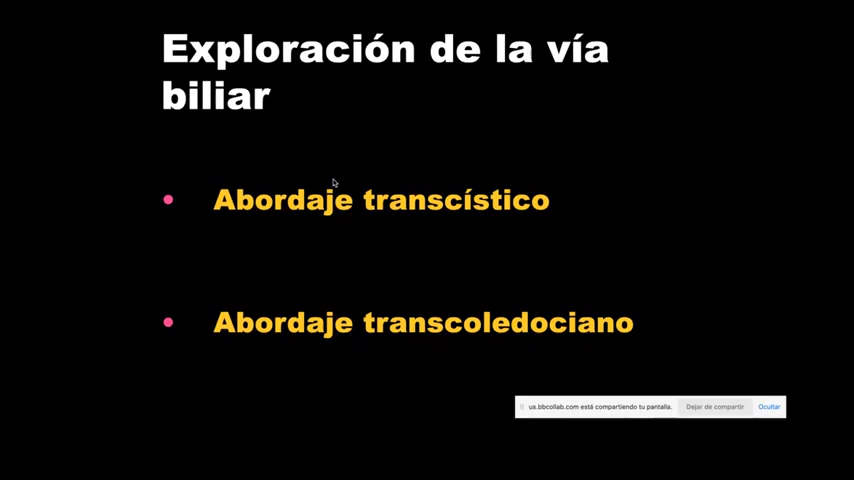 Exploración de la vía
biliar
• Abordaje transcístico
• Abordaje transcoledociano
us.bbcollab.com está compartiendo tu pantalla. Dejar de compartir Ocultar